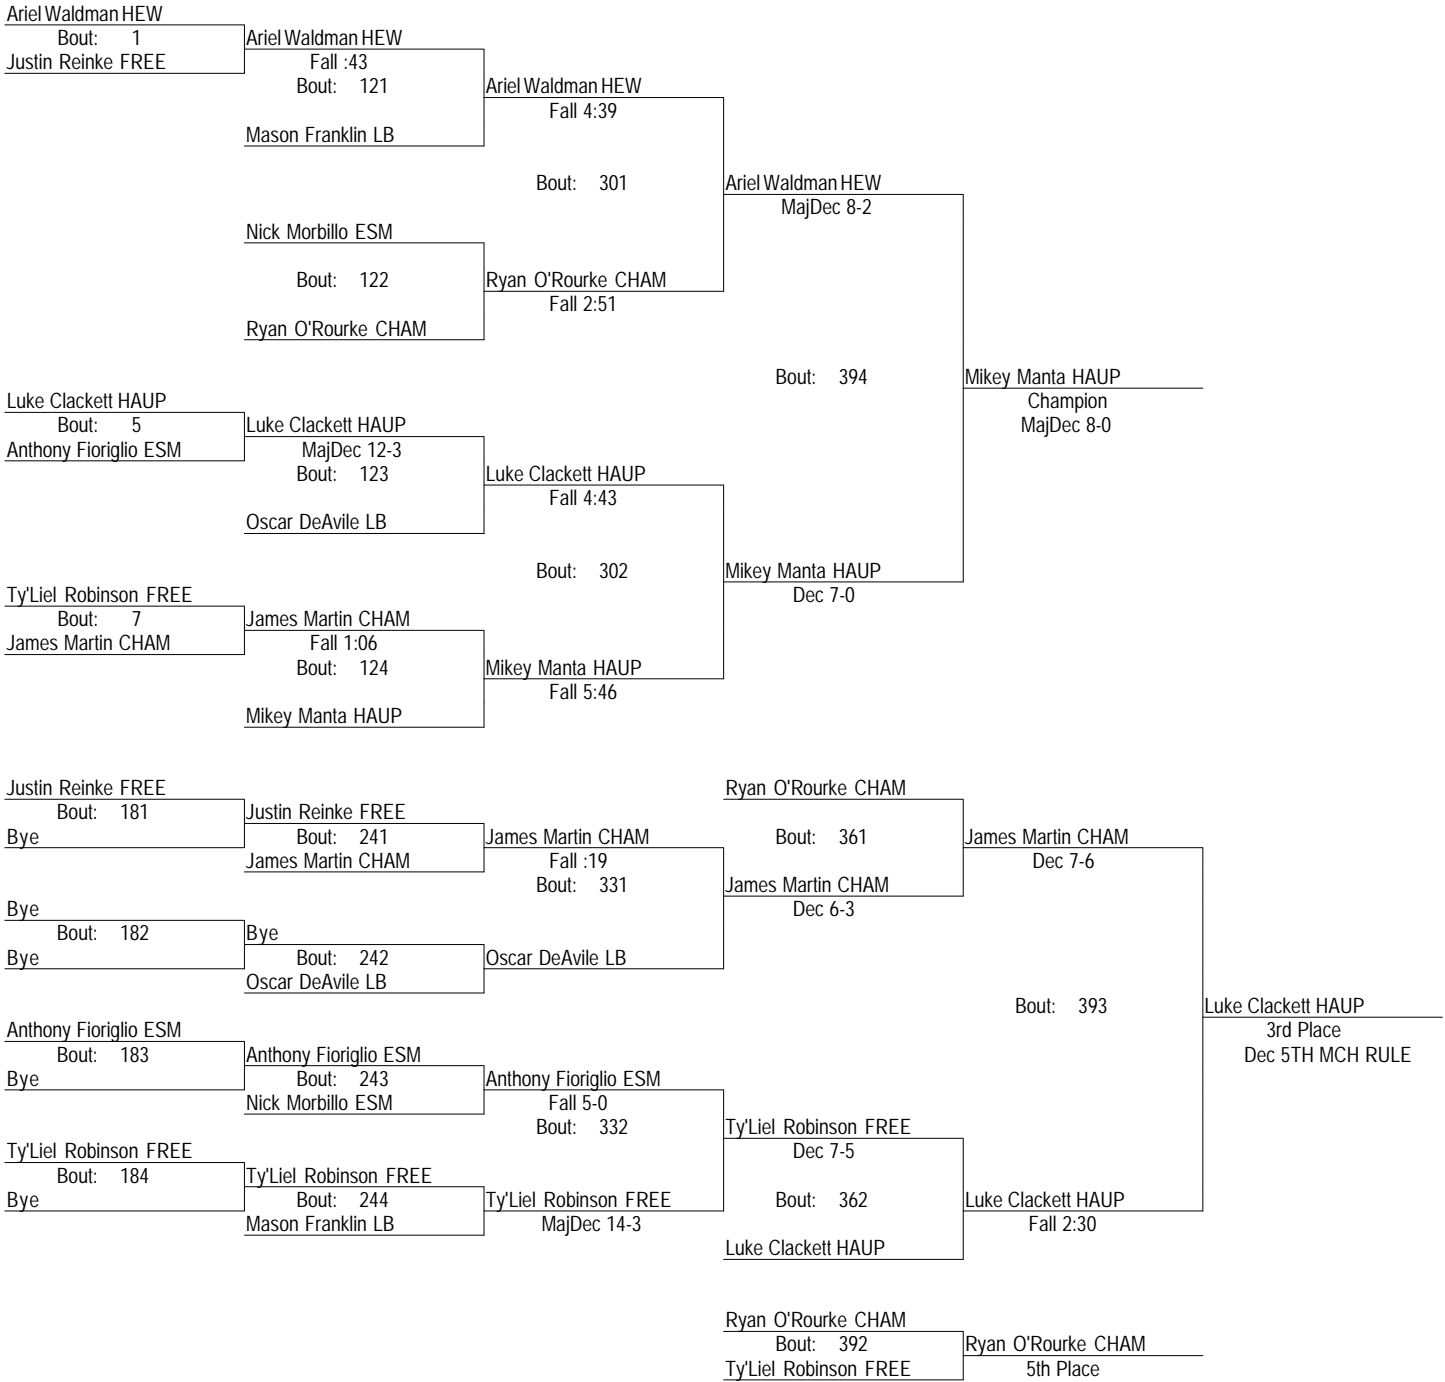 Ariel Waldman HEW
Bout: 1
Justin Reinke FREE
Ariel Waldman HEW
Fall :43
Bout: 121
Mason Franklin LB
Ariel Waldman HEW
Fall 4:39
Bout: 301
Nick Morbillo ESM
Bout: 122
Ryan O'Rourke CHAM
Ryan O'Rourke CHAM
Fall 2:51
Ariel Waldman HEW
MajDec 8-2
Bout: 394
Mikey Manta HAUP
Champion
MajDec 8-0
Luke Clackett HAUP
Bout: 5
Anthony Fioriglio ESM
Luke Clackett HAUP
MajDec 12-3
Bout: 123
Oscar DeAvile LB
Luke Clackett HAUP
Fall 4:43
Bout: 302
Mikey Manta HAUP
Dec 7-0
Ty'Liel Robinson FREE
Bout: 7
James Martin CHAM
James Martin CHAM
Fall 1:06
Bout: 124
Mikey Manta HAUP
Mikey Manta HAUP
Fall 5:46
Justin Reinke FREE
Bout: 181
Bye
Justin Reinke FREE
Bout: 241
James Martin CHAM
James Martin CHAM
Fall :19
Bout: 331
Bye
Bout: 182
Bye
Bye
Bout: 242
Oscar DeAvile LB
Oscar DeAvile LB
Ryan O'Rourke CHAM
Bout: 361
James Martin CHAM
Dec 6-3
James Martin CHAM
Dec 7-6
Bout: 393
Luke Clackett HAUP
3rd Place
Dec 5TH MCH RULE
Anthony Fioriglio ESM
Bout: 183
Bye
Anthony Fioriglio ESM
Bout: 243
Nick Morbillo ESM
Anthony Fioriglio ESM
Fall 5-0
Bout: 332
Ty'Liel Robinson FREE
Bout: 184
Bye
Ty'Liel Robinson FREE
Bout: 244
Mason Franklin LB
Ty'Liel Robinson FREE
MajDec 14-3
Ty'Liel Robinson FREE
Dec 7-5
Bout: 362
Luke Clackett HAUP
Luke Clackett HAUP
Fall 2:30
Ryan O'Rourke CHAM
Bout: 392
Ty'Liel Robinson FREE
Ryan O'Rourke CHAM
5th Place